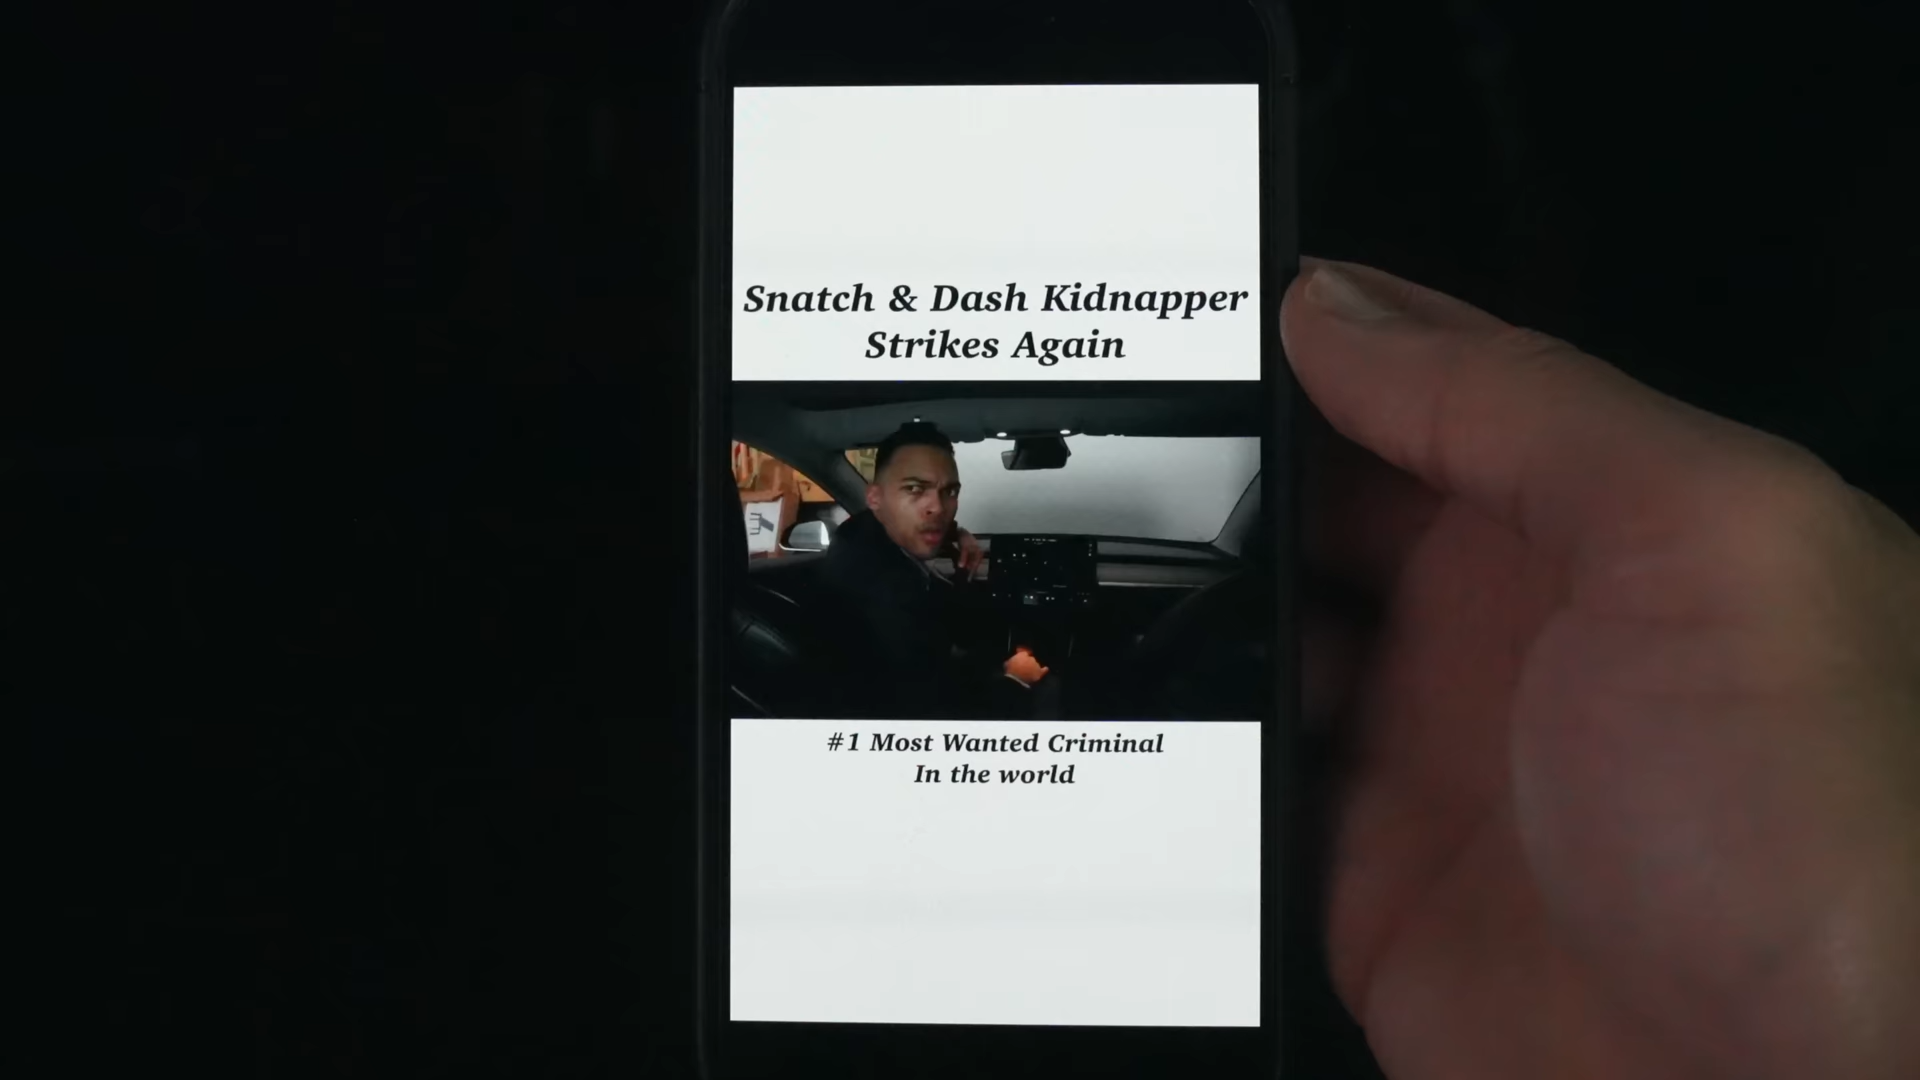 Snatch & Dash Kidnapper
Strikes Again
#1 Most Wanted Criminal
In the world